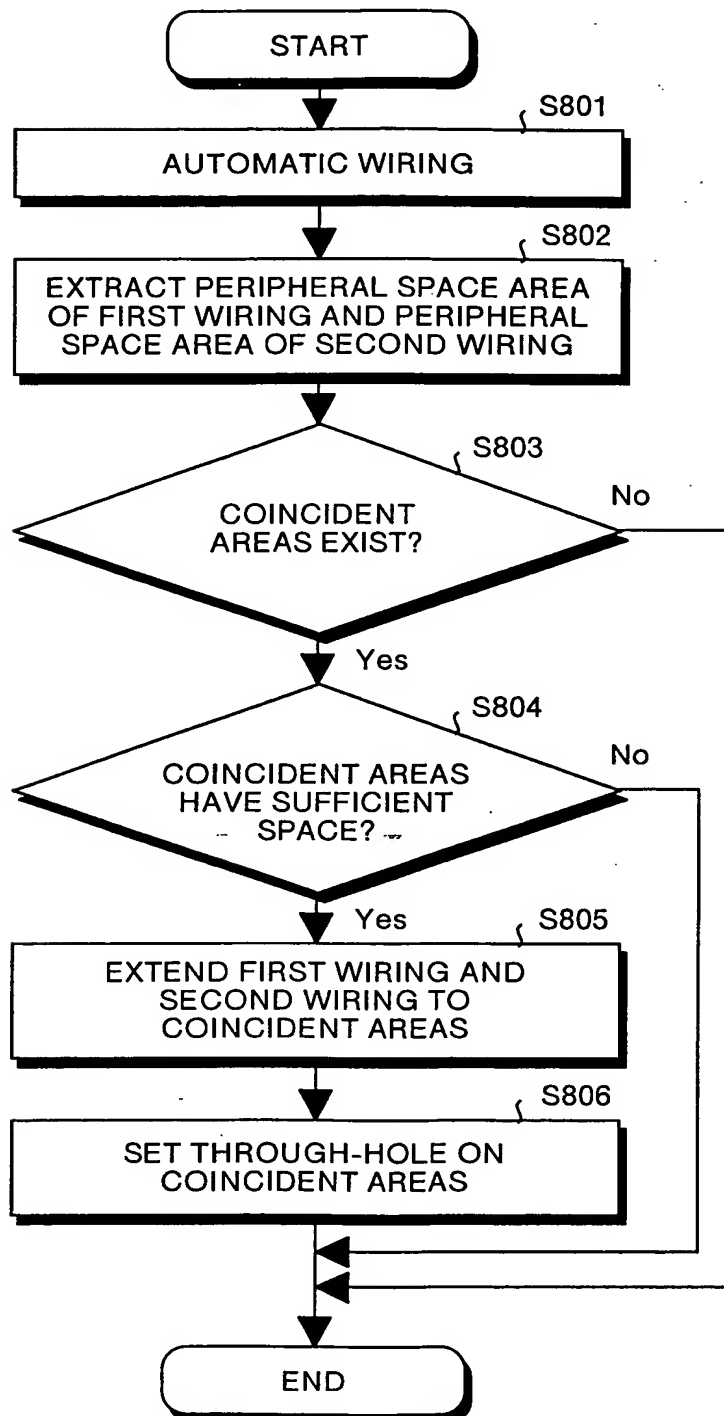 START
S801
AUTOMATIC WIRING
S802
EXTRACT PERIPHERAL SPACE AREA
OF FIRST WIRING AND PERIPHERAL
SPACE AREA OF SECOND WIRING
S803
COINCIDENT
AREAS EXIST?
No
Yes
S804
COINCIDENT AREAS
HAVE SUFFICIENT
SPACE?
No
Yes
S805
EXTEND FIRST WIRING AND
SECOND WIRING TO
COINCIDENT AREAS
S806
SET THROUGH-HOLE ON
COINCIDENT AREAS
END